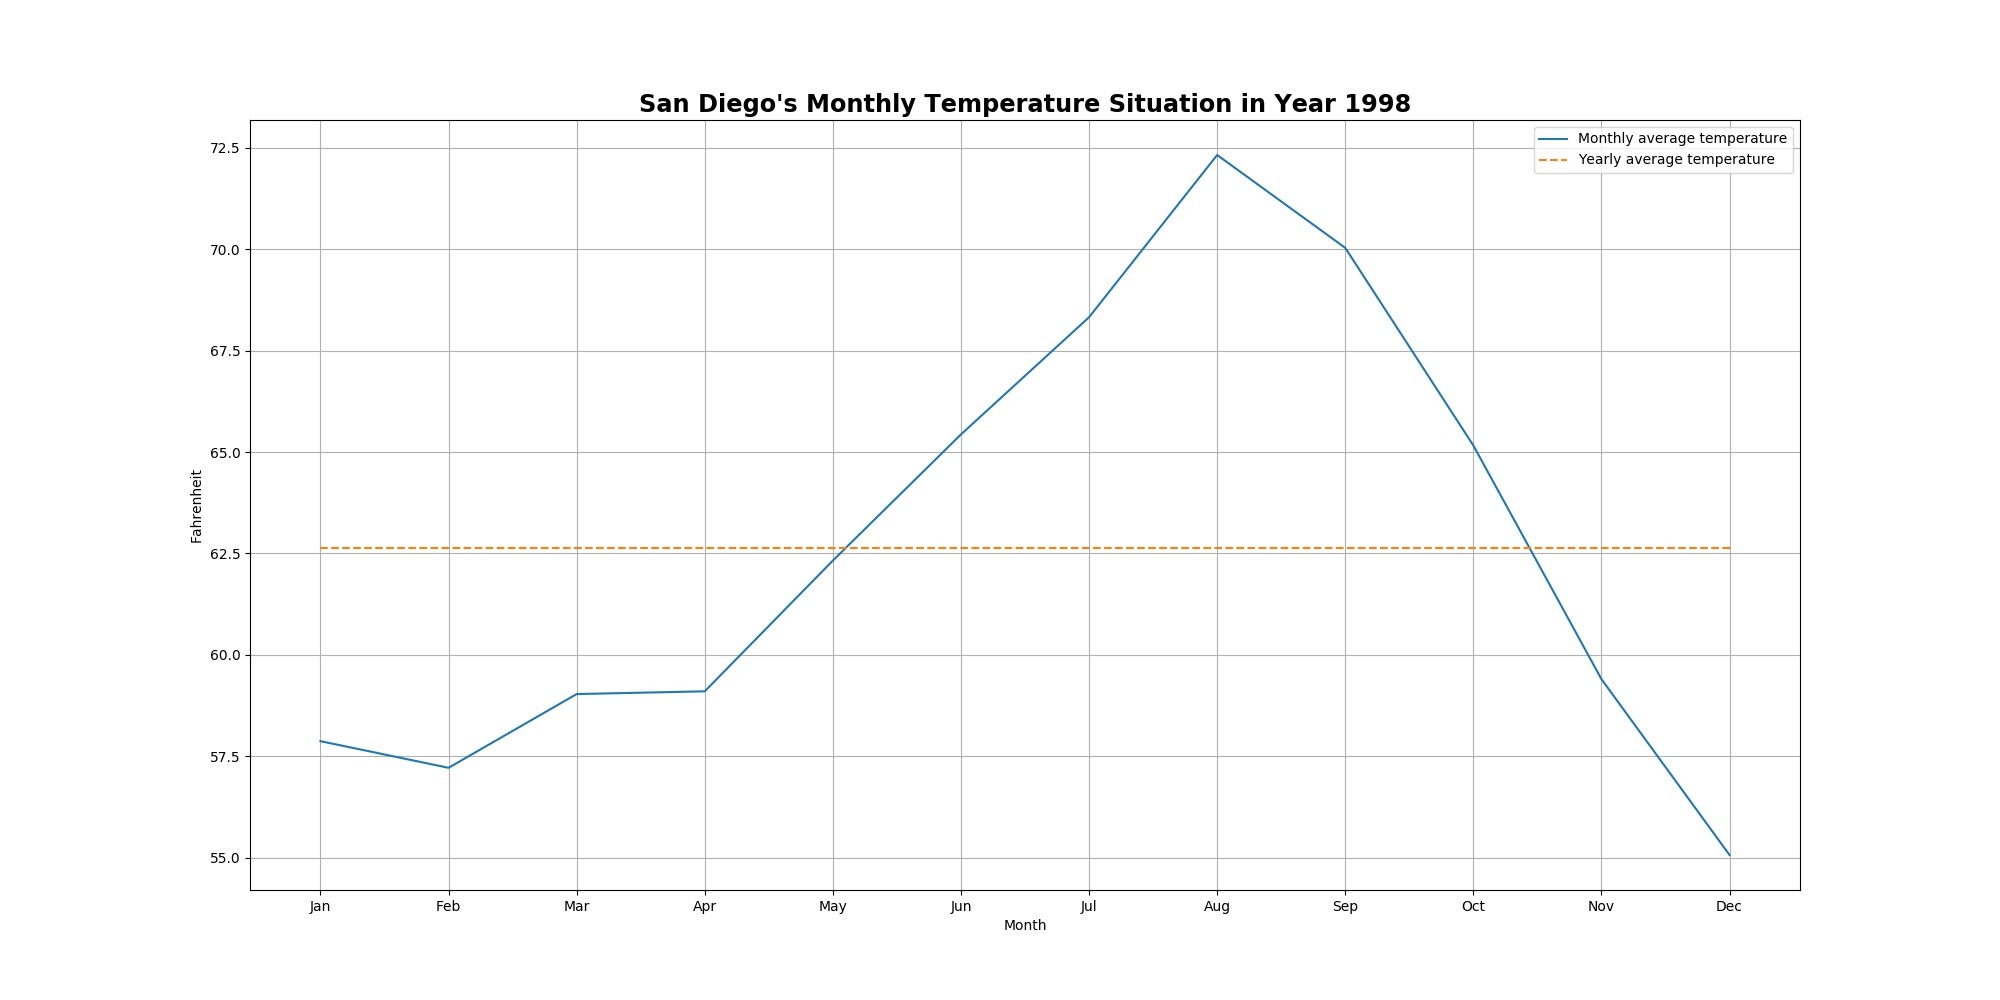 San Diego's Monthly Temperature Situation in Year 1998
Monthly average temperature
Yearly average temperature
72.5
70.0
67.5
65.0
62.5
60.0
57.5
55.0
Fahrenheit
Jan Feb Mar Apr May Jun Jul Aug Sep Oct Nov Dec
Month